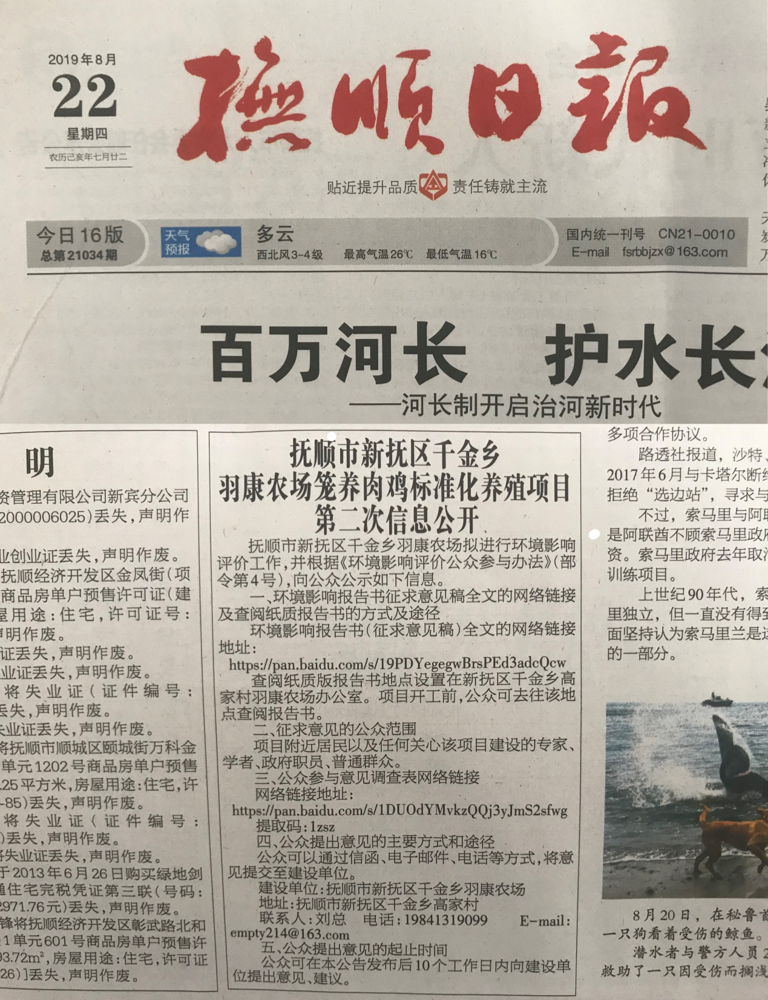 2019年8月
22
星期四
农历己亥年七月廿二
撫顺日報
贴近提升品质 责任铸就主流
今日16版
总第21034期
天气
预报
多云
西北风3-4级 最高气温26℃ 最低气温16℃
国内统一刊号 CN21-0010
E-mail fsrbbjzx@163.com
百万河长 护水长
——河长制开启治河新时代
明
资管理有限公司新宾分公司
2000006025)丢失,声明作
业创业证丢失,声明作废。
抚顺经济开发区金凤街(项
商品房单户预售许可证(建
屋用途:住宅,许可证号:
声明作废。
证丢失,声明作废。
业证丢失,声明作废。
将失业证(证件编号:
丢失,声明作废。
失业证丢失,声明作废。
将抚顺市顺城区颐城街万科金
单元1202号商品房单户预售
.25平方米,房屋用途:住宅,许
-85)丢失,声明作废。
将失业证(证件编号:
)丢失,声明作废。
将失业证丢失,声明作废。
于2013年6月26日购买绿地剑
通住宅完税凭证第三联(号码:
2971.76元)丢失,声明作废。
锋将抚顺经济开发区彰武路北和
1单元601号商品房单户预售许
93.72m²,房屋用途:住宅,许可证
26)]丢失,声明作废。
抚顺市新抚区千金乡
羽康农场笼养肉鸡标准化养殖项目
第二次信息公开
抚顺市新抚区千金乡羽康农场拟进行环境影响
评价工作,并根据《环境影响评价公众参与办法》(部
令第4号),向公众公示如下信息。
一、环境影响报告书征求意见稿全文的网络链接
及查阅纸质报告书的方式及途径
环境影响报告书(征求意见稿)全文的网络链接
地址:
https://pan.baidu.com/s/19PDYegegwBrsPEd3adcQcw
查阅纸质版报告书地点设置在新抚区千金乡高
家村羽康农场办公室。项目开工前,公众可去往该地
点查阅报告书。
二、征求意见的公众范围
项目附近居民以及任何关心该项目建设的专家、
学者、政府职员、普通群众。
三、公众参与意见调查表网络链接
网络链接地址:
https://pan.baidu.com/s/1DUOdYMvkzQQj3yJmS2sfwg
提取码:1zsz
四、公众提出意见的主要方式和途径
公众可以通过信函、电子邮件、电话等方式,将意
见提交至建设单位。
建设单位:抚顺市新抚区千金乡羽康农场
地址:抚顺市新抚区千金乡高家村
联系人:刘总 电话:19841319099 E-mail:
empty214@163.com
五、公众提出意见的起止时间
公众可在本公告发布后10个工作日内向建设单
位提出意见、建议。
多项合作协议。
路透社报道,沙特、
2017年6月与卡塔尔断绝
拒绝“选边站”,寻求与
不过,索马里与阿联
是阿联酋不顾索马里政府
资。索马里政府去年取消
训练项目。
上世纪90年代,索
里独立,但一直没有得到
面坚持认为索马里兰是这
的一部分。
8月20日,在秘鲁首
一只狗看着受伤的鲸鱼。
潜水者与警方人员2
救助了一只因受伤而搁浅